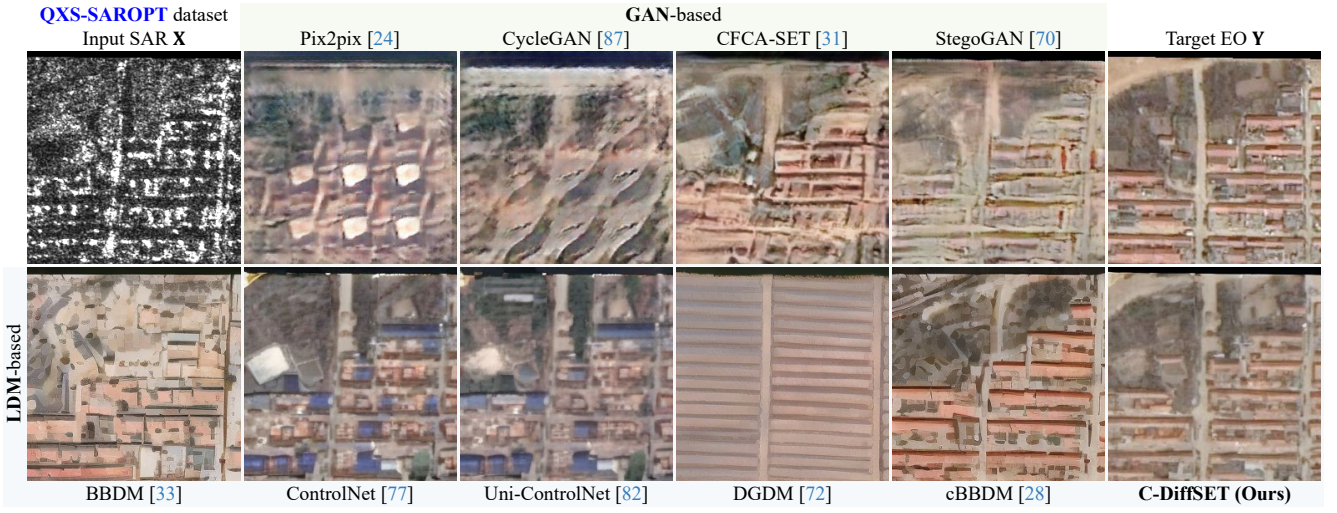 QXS-SAROPT dataset
GAN-based
Input SAR X
Pix2pix [24]
CycleGAN [87]
CFCA-SET [31]
StegoGAN [70]
Target EO Y
LDM-based
BBDM [33]
ControlNet [77]
Uni-ControlNet [82]
DGDM [72]
cBBDM [28]
C-DiffSET (Ours)